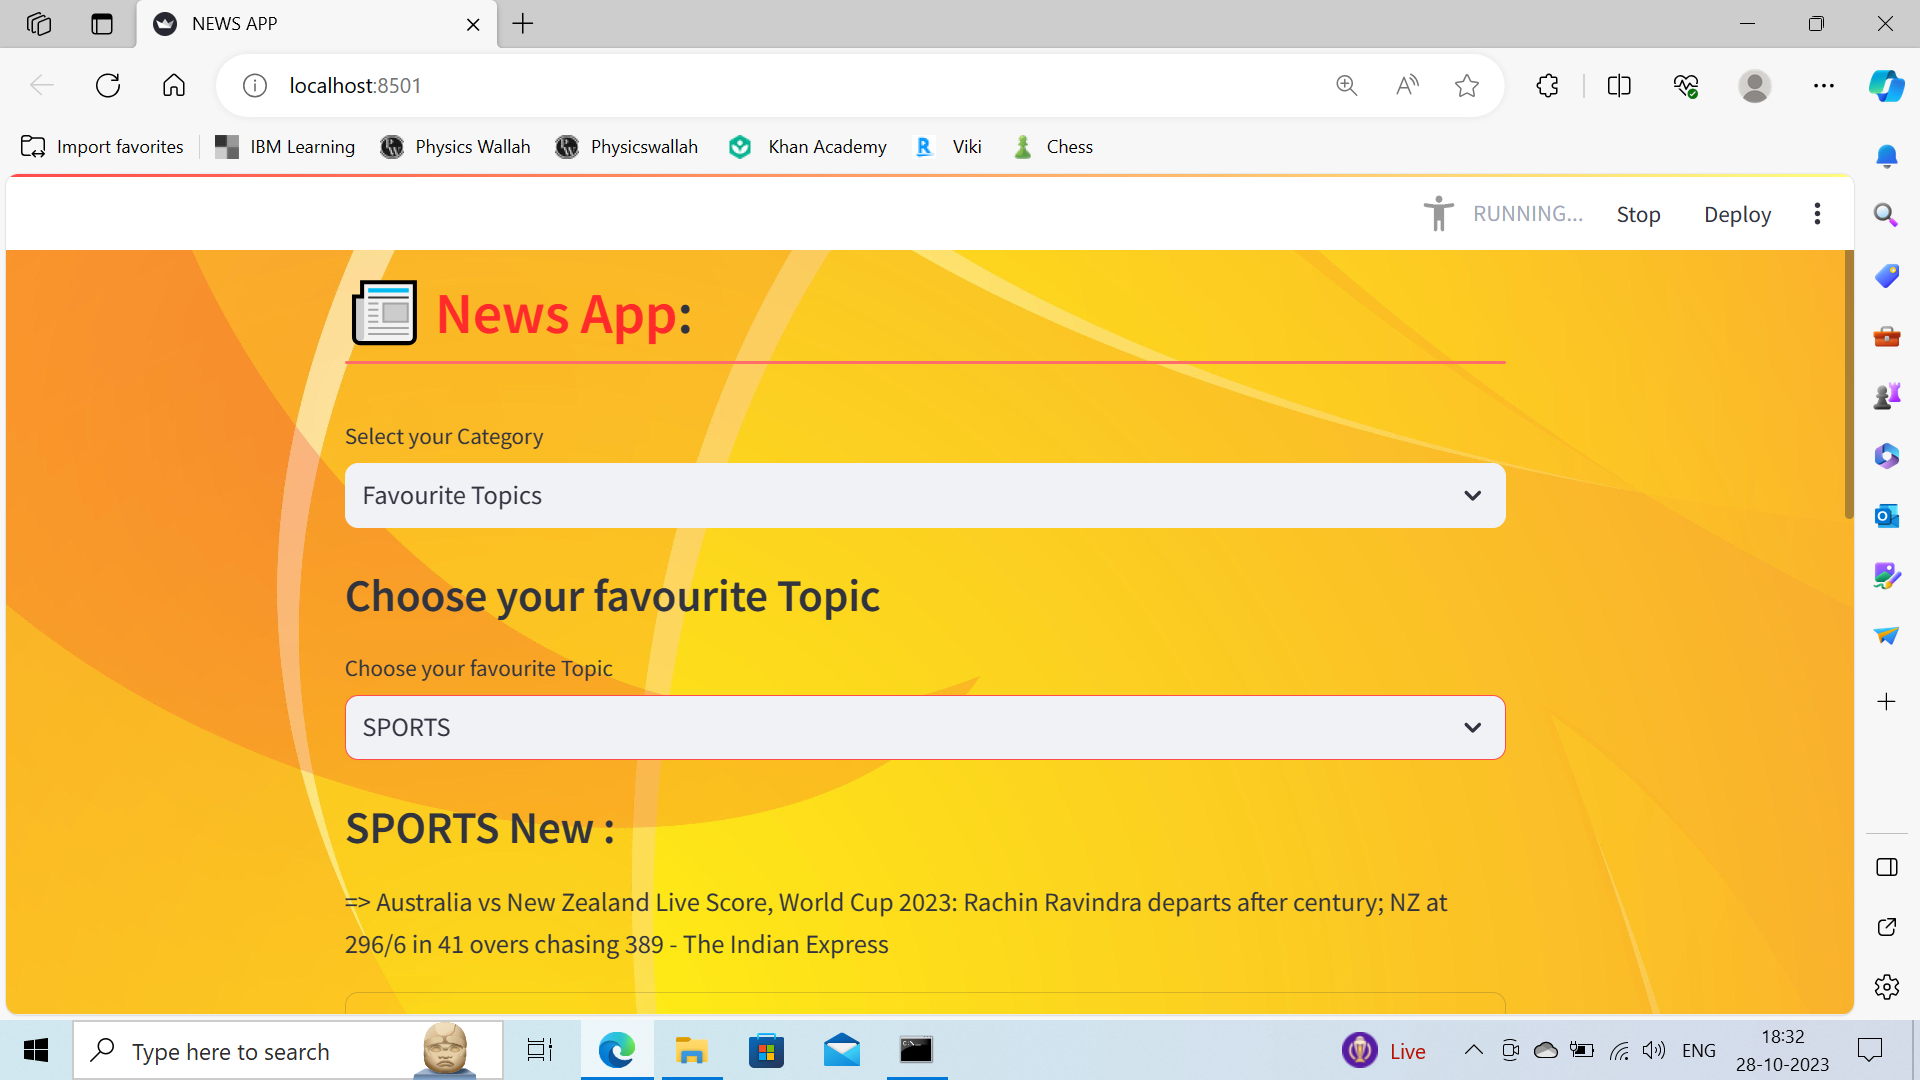 NEWS APP
localhost:8501
Import favorites
IBM Learning
Physics Wallah
Physicswallah
Khan Academy
Viki
Chess
RUNNING...
Stop
Deploy
News App:
Select your Category
Favourite Topics
Choose your favourite Topic
Choose your favourite Topic
SPORTS
SPORTS New :
=> Australia vs New Zealand Live Score, World Cup 2023: Rachin Ravindra departs after century; NZ at
296/6 in 41 overs chasing 389 - The Indian Express
Type here to search
Live
ENG
18:32
28-10-2023